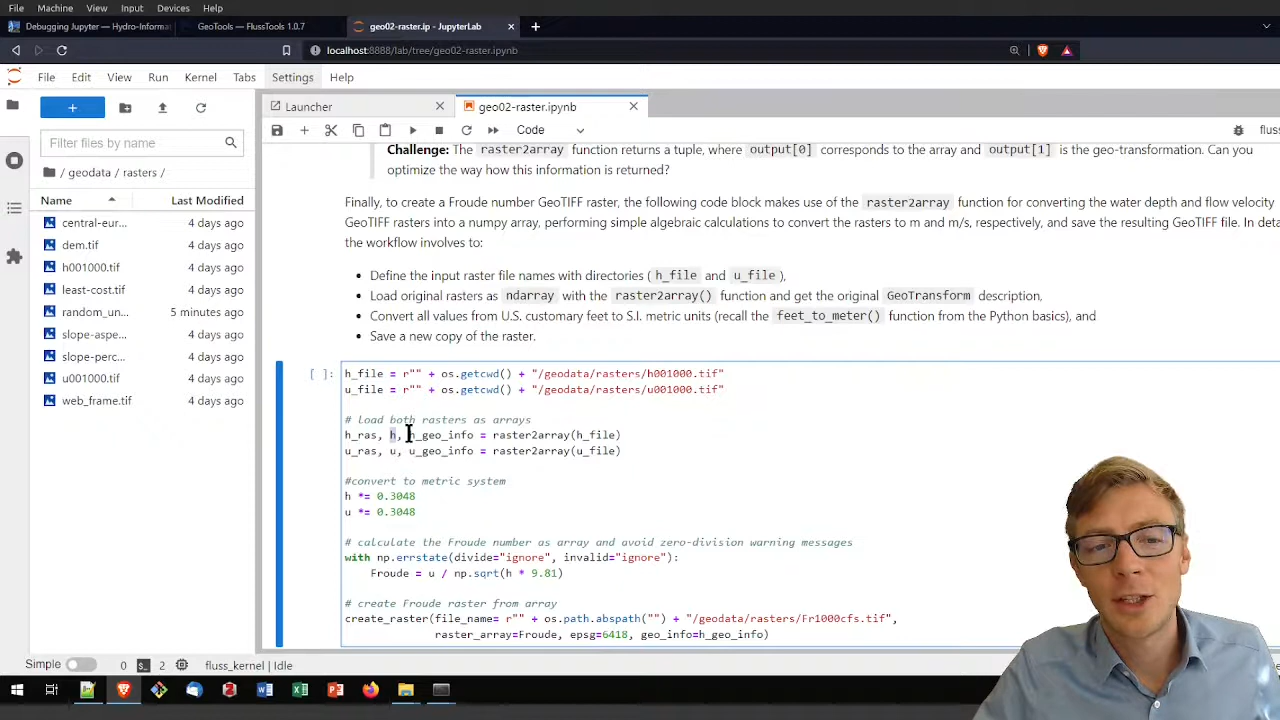 File Machine View Input Devices Help
Debugging Jupyter — Hydro-Informat
GeoTools — FlussTools 1.0.7
geo02-raster.ip - JupyterLab
localhost:8888/lab/tree/geo02-raster.ipynb
File Edit View Run Kernel Tabs Settings Help
Launcher
geo02-raster.ipynb
Code
fluss
Filter files by name
/ geodata / rasters /
Name Last Modified
central-eur... 4 days ago
dem.tif 4 days ago
h001000.tif 4 days ago
least-cost.tif 4 days ago
random_un... 5 minutes ago
slope-aspe... 4 days ago
slope-perc... 4 days ago
u001000.tif 4 days ago
web_frame.tif 4 days ago
Challenge: The raster2array function returns a tuple, where output[0] corresponds to the array and output[1] is the geo-transformation. Can you
optimize the way how this information is returned?
Finally, to create a Froude number GeoTIFF raster, the following code block makes use of the raster2array function for converting the water depth and flow velocity
GeoTIFF rasters into a numpy array, performing simple algebraic calculations to convert the rasters to m and m/s, respectively, and save the resulting GeoTIFF file. In deta
the workflow involves to:
• Define the input raster file names with directories ( h_file and u_file ),
• Load original rasters as ndarray with the raster2array() function and get the original GeoTransform description,
• Convert all values from U.S. customary feet to S.I. metric units (recall the feet_to_meter() function from the Python basics), and
• Save a new copy of the raster.
[ ]:
h_file = r"" + os.getcwd() + "/geodata/rasters/h001000.tif"
u_file = r"" + os.getcwd() + "/geodata/rasters/u001000.tif"
# load both rasters as arrays
h_ras, h, h_geo_info = raster2array(h_file)
u_ras, u, u_geo_info = raster2array(u_file)
#convert to metric system
h *= 0.3048
u *= 0.3048
# calculate the Froude number as array and avoid zero-division warning messages
with np.errstate(divide="ignore", invalid="ignore"):
Froude = u / np.sqrt(h * 9.81)
# create Froude raster from array
create_raster(file_name= r"" + os.path.abspath("") + "/geodata/rasters/Fr1000cfs.tif",
raster_array=Froude, epsg=6418, geo_info=h_geo_info)
Simple 0 2 fluss_kernel | Idle